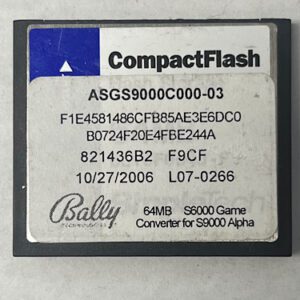 CompactFlash
ASGS9000C000-03
F1E4581486CFB85AE3E6DC0
B0724F20E4FBE244A
821436B2 F9CF
10/27/2006 L07-0266
Bally
64MB S6000 Game
Converter for S9000 Alpha